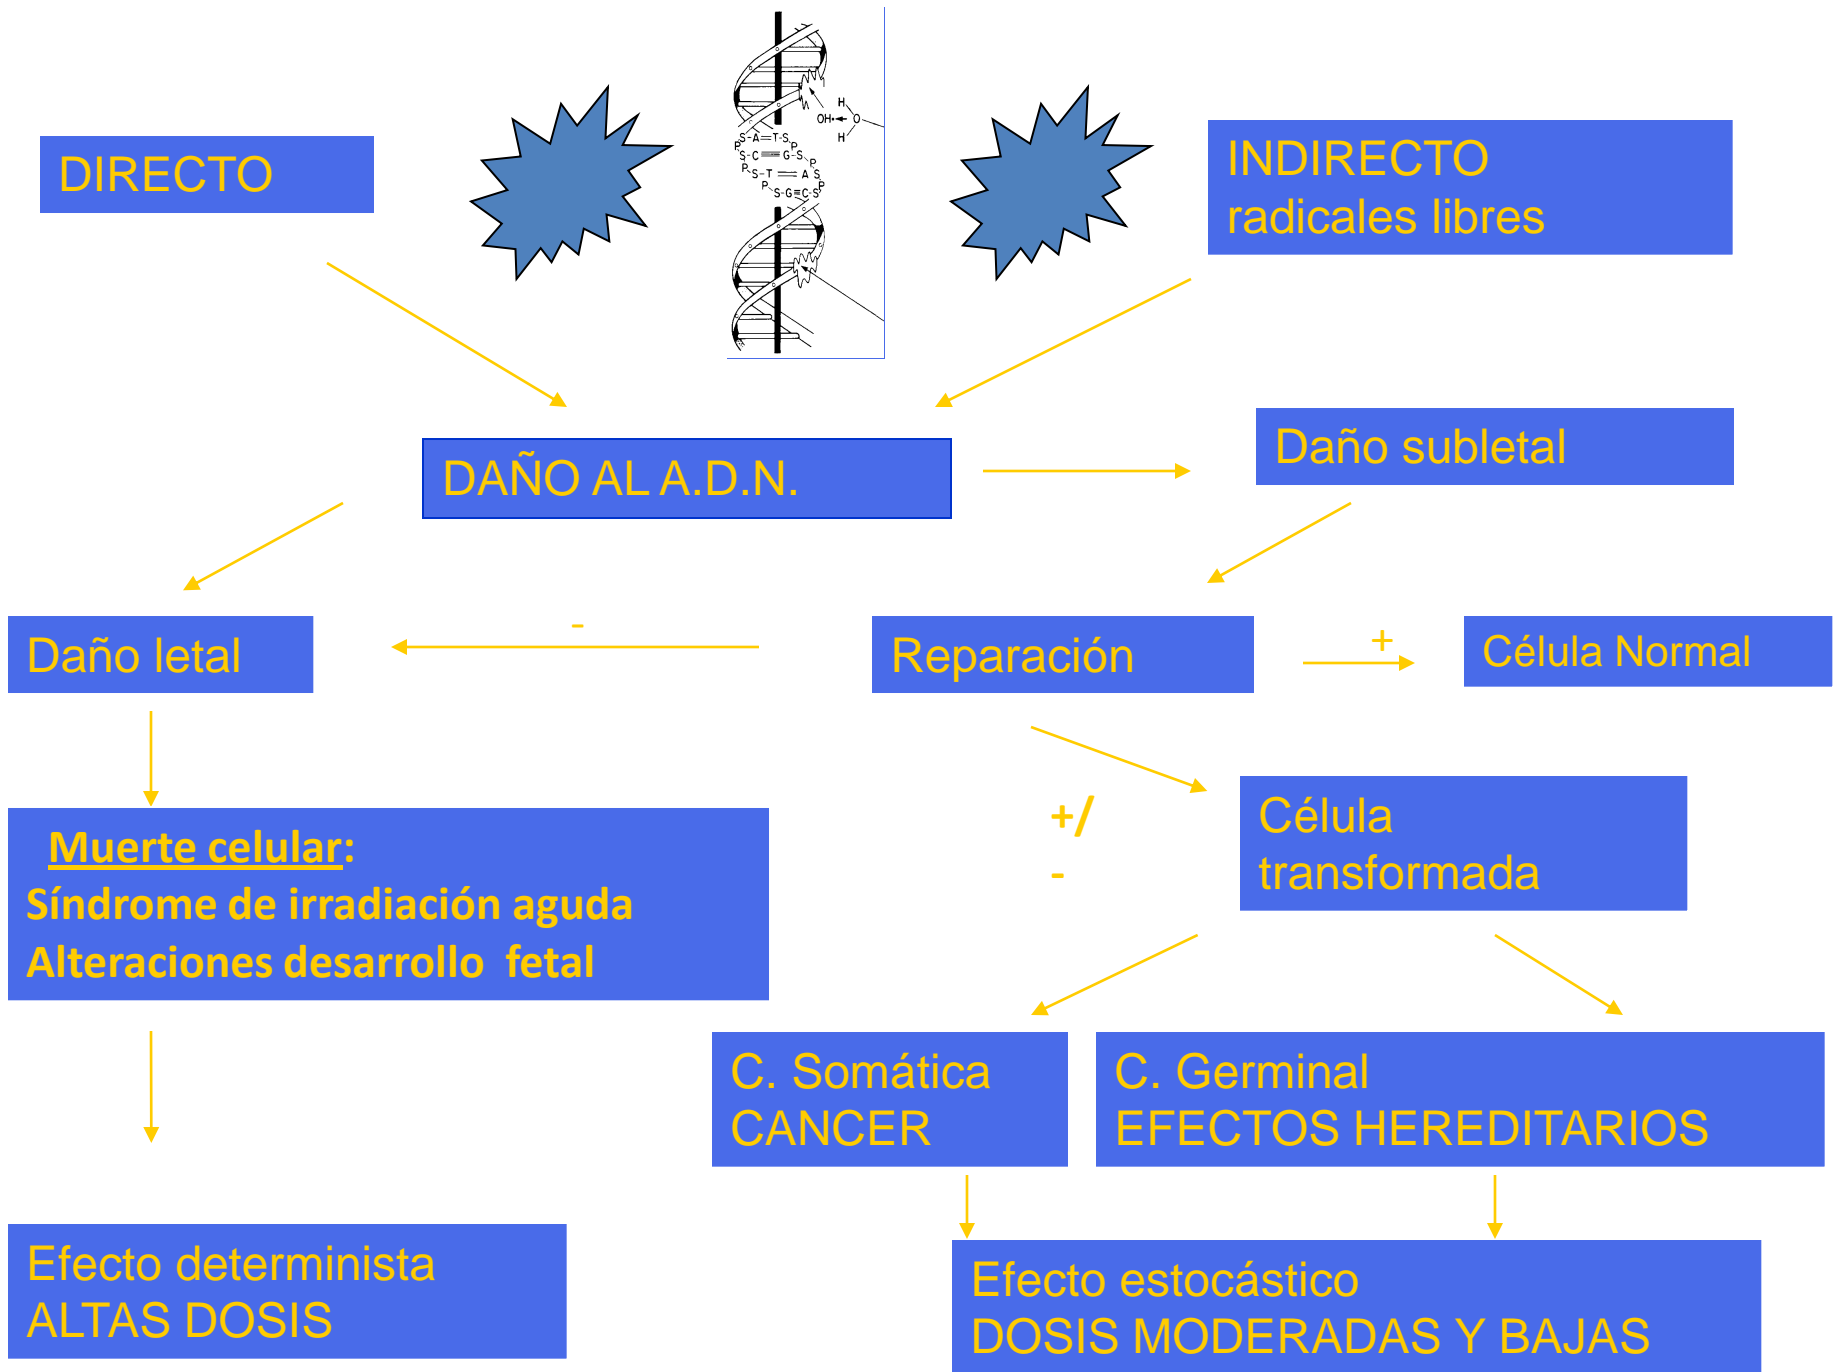 DIRECTO
H
OH· O
H
S-A=T-S
P P
S-C≡G-S
P P
S-T=A S
P P
S-G≡C-S
INDIRECTO
radicales libres
DAÑO AL A.D.N.
Daño subletal
Daño letal
-
Reparación
+
Célula Normal
Muerte celular:
Síndrome de irradiación aguda
Alteraciones desarrollo fetal
+/
-
Célula
transformada
C. Somática
CANCER
C. Germinal
EFECTOS HEREDITARIOS
Efecto determinista
ALTAS DOSIS
Efecto estocástico
DOSIS MODERADAS Y BAJAS